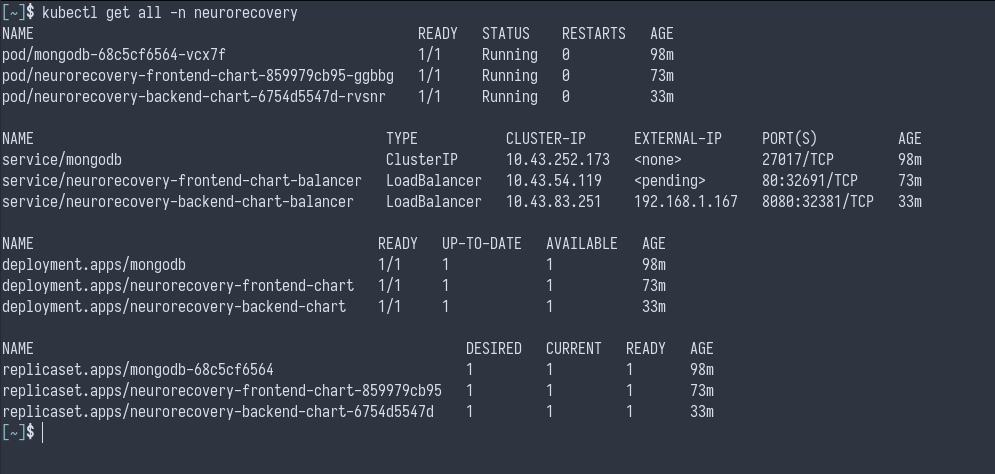 [~]$ kubectl get all -n neurorecovery
NAME READY STATUS RESTARTS AGE
pod/mongodb-68c5cf6564-vcx7f 1/1 Running 0 98m
pod/neurorecovery-frontend-chart-859979cb95-ggbbg 1/1 Running 0 73m
pod/neurorecovery-backend-chart-6754d5547d-rvsnr 1/1 Running 0 33m
NAME TYPE CLUSTER-IP EXTERNAL-IP PORT(S) AGE
service/mongodb ClusterIP 10.43.252.173 <none> 27017/TCP 98m
service/neurorecovery-frontend-chart-balancer LoadBalancer 10.43.54.119 <pending> 80:32691/TCP 73m
service/neurorecovery-backend-chart-balancer LoadBalancer 10.43.83.251 192.168.1.167 8080:32381/TCP 33m
NAME READY UP-TO-DATE AVAILABLE AGE
deployment.apps/mongodb 1/1 1 1 98m
deployment.apps/neurorecovery-frontend-chart 1/1 1 1 73m
deployment.apps/neurorecovery-backend-chart 1/1 1 1 33m
NAME DESIRED CURRENT READY AGE
replicaset.apps/mongodb-68c5cf6564 1 1 1 98m
replicaset.apps/neurorecovery-frontend-chart-859979cb95 1 1 1 73m
replicaset.apps/neurorecovery-backend-chart-6754d5547d 1 1 1 33m
[~]$